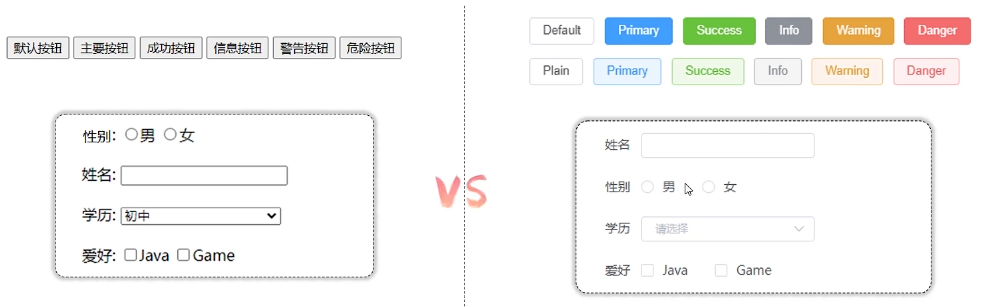 默认按钮 主要按钮 成功按钮 信息按钮 警告按钮 危险按钮
性别: 男 女
姓名:
学历: 初中
爱好: Java Game
VS
Default Primary Success Info Warning Danger
Plain Primary Success Info Warning Danger
姓名
性别 男 女
学历 请选择
爱好 Java Game